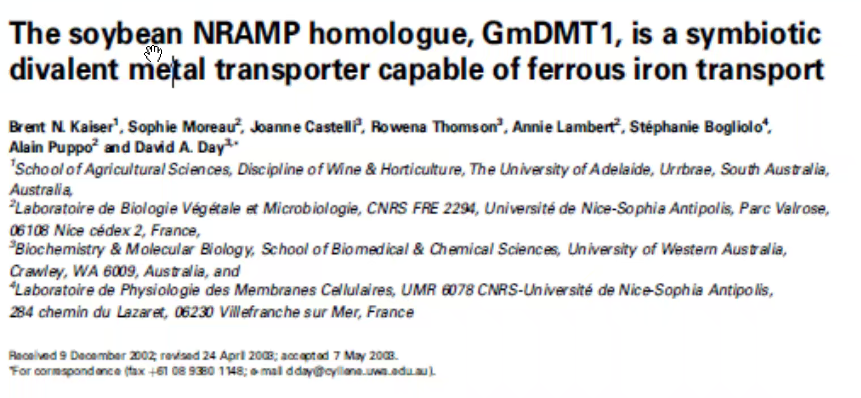 The soybean NRAMP homologue, GmDMT1, is a symbiotic
divalent metal transporter capable of ferrous iron transport
Brent N. Kaiser¹, Sophie Moreau², Joanne Castelli³, Rowena Thomson³, Annie Lambert², Stéphanie Bogliolo⁴,
Alain Puppo² and David A. Day³,*
¹School of Agricultural Sciences, Discipline of Wine & Horticulture, The University of Adelaide, Urrbrae, South Australia,
Australia,
²Laboratoire de Biologie Végétale et Microbiologie, CNRS FRE 2294, Université de Nice-Sophia Antipolis, Parc Valrose,
06108 Nice cédex 2, France,
³Biochemistry & Molecular Biology, School of Biomedical & Chemical Sciences, University of Western Australia,
Crawley, WA 6009, Australia, and
⁴Laboratoire de Physiologie des Membranes Cellulaires, UMR 6078 CNRS-Université de Nice-Sophia Antipolis,
284 chemin du Lazaret, 06230 Villefranche sur Mer, France
Received 9 December 2002; revised 24 April 2003; accepted 7 May 2003.
*For correspondence (fax +61 08 9380 1148; e-mail dday@cyllene.uwa.edu.au).